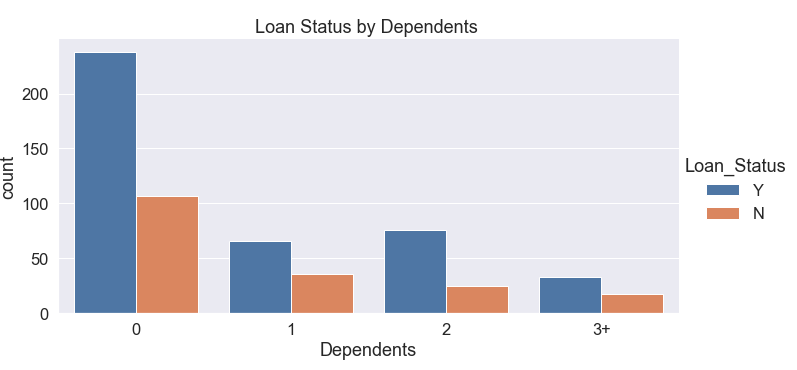 Loan Status by Dependents
200
150
100
50
0
count
0 1 2 3+
Dependents
Loan_Status
Y
N